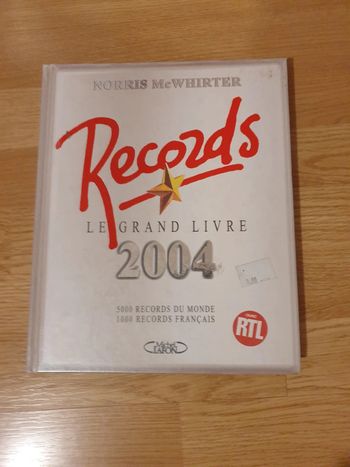 NORRIS McWHIRTER
Records
LE GRAND LIVRE
2004
5000 RECORDS DU MONDE
1000 RECORDS FRANÇAIS
RTL
Michel
LAFON